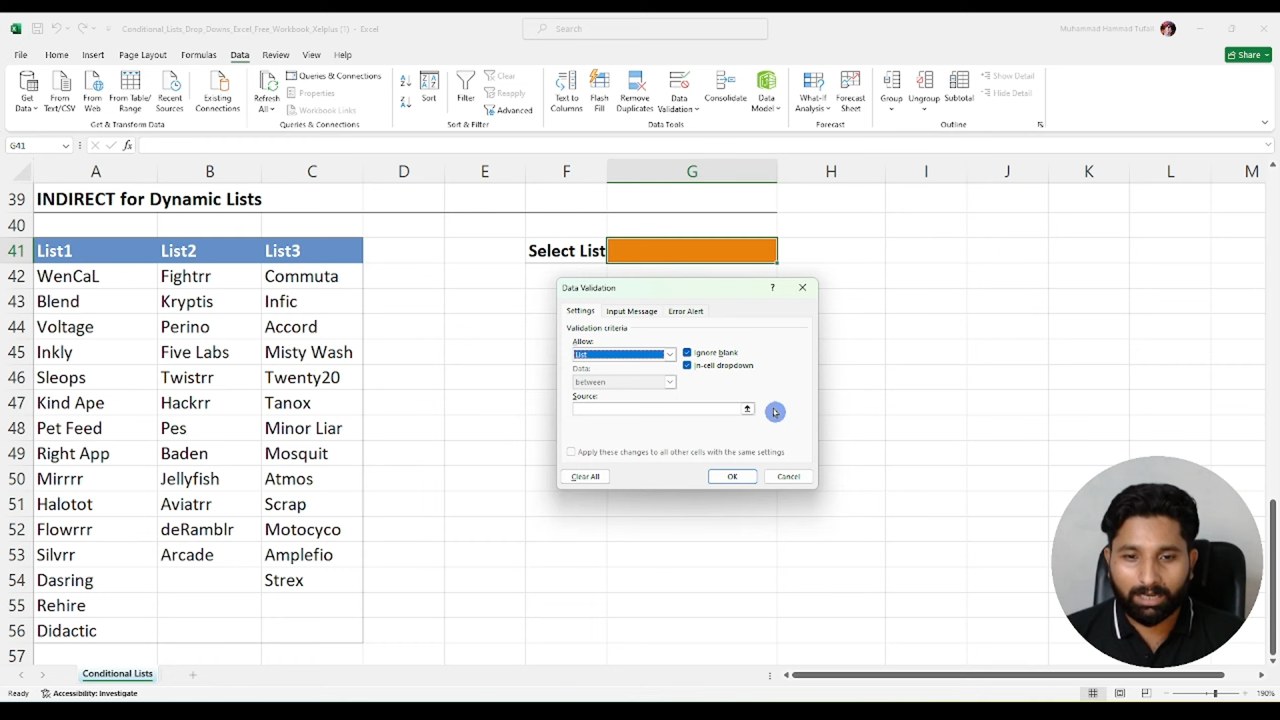 Conditional_Lists_Drop_Downs_Excel_Free_Workbook_Xelplus (1) - Excel
Search
Muhammad Hammad Tufail
File Home Insert Page Layout Data Formulas Review View Help
Share
Get Data
From Text/CSV
From Web
From Table/ Range
Recent Sources
Existing Connections
Get & Transform Data
Refresh All
Queries & Connections
Properties
Workbook Links
Queries & Connections
Sort
Filter
Clear
Reapply
Advanced
Sort & Filter
Text to Columns
Flash Fill
Remove Duplicates
Data Validation
Consolidate
Data Model
Data Tools
What-If Analysis
Forecast Sheet
Forecast
Group
Ungroup
Subtotal
Show Detail
Hide Detail
Outline
G41
fx
A B C D E F G H I J K L M
39 INDIRECT for Dynamic Lists
40
41 List1 List2 List3 Select List
42 WenCaL Fightrr Commuta
43 Blend Kryptis Infic
44 Voltage Perino Accord
45 Inkly Five Labs Misty Wash
46 Sleops Twistrr Twenty20
47 Kind Ape Hackrr Tanox
48 Pet Feed Pes Minor Liar
49 Right App Baden Mosquit
50 Mirrrr Jellyfish Atmos
51 Halotot Aviatrr Scrap
52 Flowrrr deRamblr Motocyco
53 Silvrr Arcade Amplefio
54 Dasring Strex
55 Rehire
56 Didactic
57
Data Validation
?
Settings Input Message Error Alert
Validation criteria
Allow:
List
Ignore blank
Data:
In-cell dropdown
between
Source:
Apply these changes to all other cells with the same settings
Clear All OK Cancel
Conditional Lists
Ready Accessibility: Investigate
190%